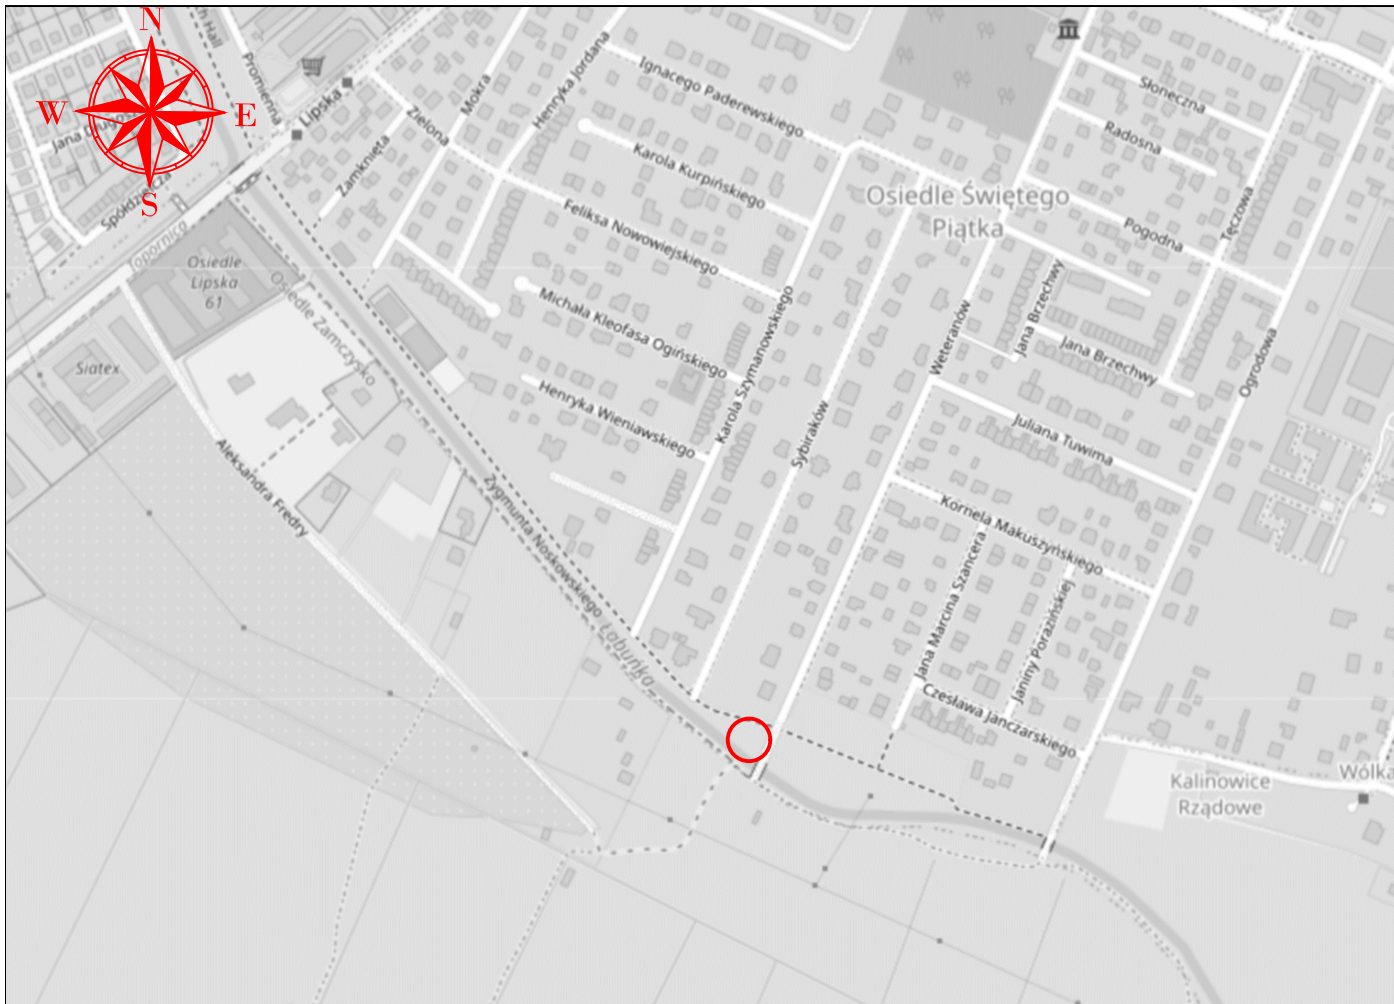 N
W
E
S
Hall
Promienna
Lipska
Jana Długosza
Spółdzielcza
Topornica
Zamknięta
Zielona
Mokra
Henryka Jordana
Ignacego Paderewskiego
Karola Kurpińskiego
Feliksa Nowowiejskiego
Michała Kleofasa Ogińskiego
Henryka Wieniawskiego
Karola Szymanowskiego
Sybiraków
Weteranów
Osiedle Świętego
Piątka
Słoneczna
Radosna
Pogodna
Tęczowa
Jana Brzechwy
Jana Brzechwy
Ogrodowa
Juliana Tuwima
Kornela Makuszyńskiego
Jana Marcina Szancera
Janiny Porazińskiej
Czesława Janczarskiego
Osiedle
Lipska
61
Osiedle Zamczysko
Siatex
Aleksandra Fredry
Zygmunta Noskowskiego
Łabuńka
Kalinowice
Rządowe
Wólka